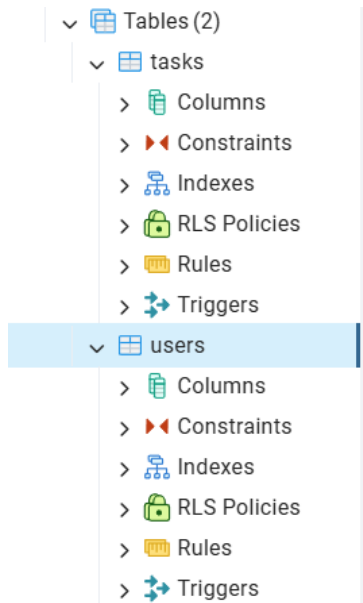 Tables (2)
tasks
Columns
Constraints
Indexes
RLS Policies
Rules
Triggers
users
Columns
Constraints
Indexes
RLS Policies
Rules
Triggers